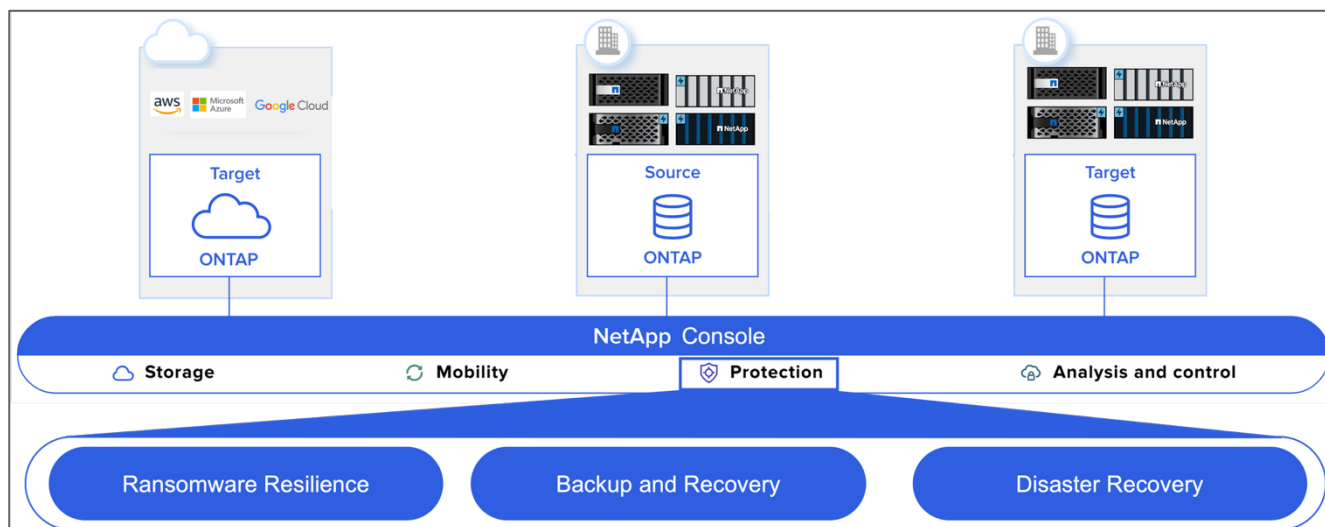 aws
Microsoft
Azure
Google Cloud
NetApp
NetApp
NetApp
NetApp
Target
ONTAP
Source
ONTAP
Target
ONTAP
NetApp Console
Storage
Mobility
Protection
Analysis and control
Ransomware Resilience
Backup and Recovery
Disaster Recovery